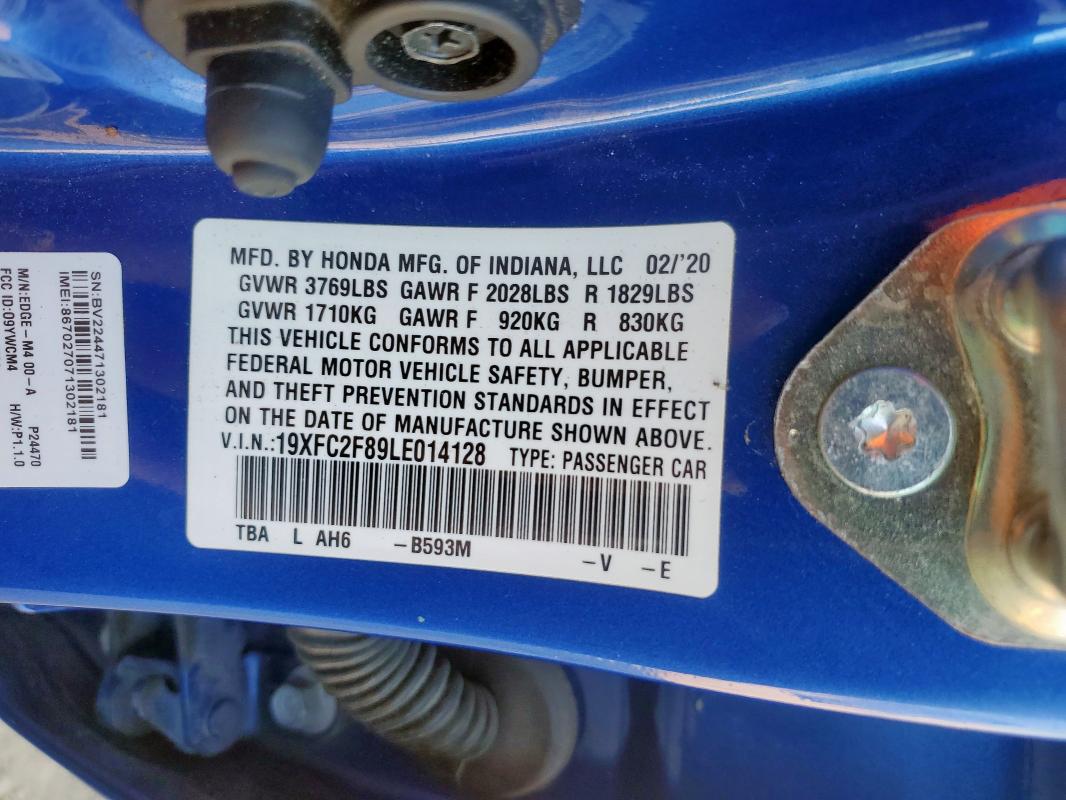 MFD. BY HONDA MFG. OF INDIANA, LLC 02/'20
GVWR 3769LBS GAWR F 2028LBS R 1829LBS
GVWR 1710KG GAWR F 920KG R 830KG
THIS VEHICLE CONFORMS TO ALL APPLICABLE
FEDERAL MOTOR VEHICLE SAFETY, BUMPER,
AND THEFT PREVENTION STANDARDS IN EFFECT
ON THE DATE OF MANUFACTURE SHOWN ABOVE.
V.I.N.:19XFC2F89LE014128 TYPE: PASSENGER CAR
TBA L AH6 -B593M -V -E
SN:BV224471302181
IMEI:867027071302181
M/N:EDGE-M4 00-A P24470
FCC ID:09YWCM4 H/W:P1.1.0